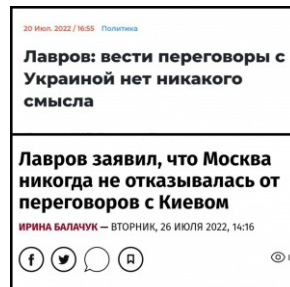 20 Июл. 2022 / 16:55 Политика
Лавров: вести переговоры с
Украиной нет никакого
смысла
Лавров заявил, что Москва
никогда не отказывалась от
переговоров с Киевом
ИРИНА БАЛАЧУК — ВТОРНИК, 26 ИЮЛЯ 2022, 14:16